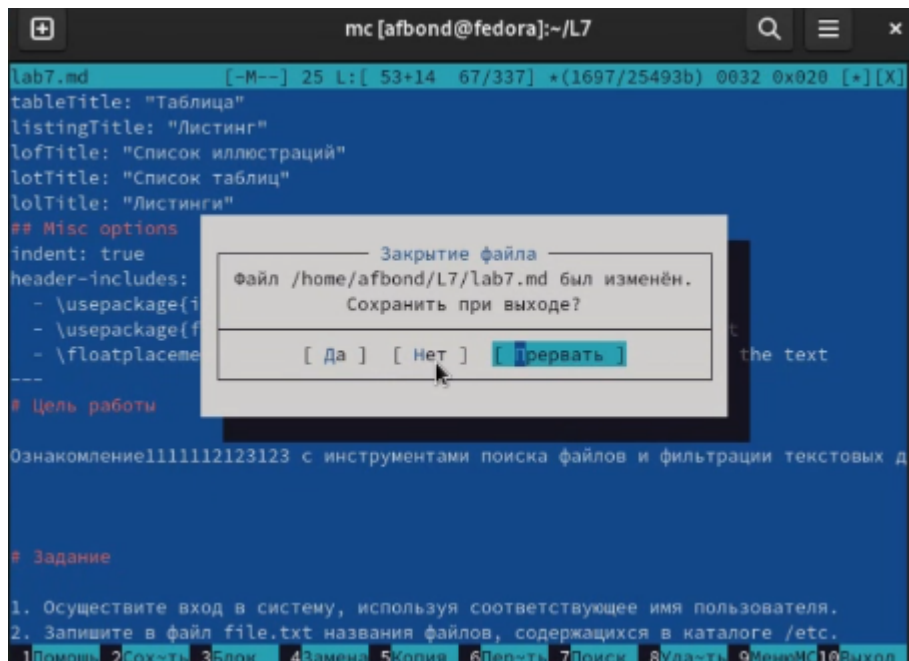 mc [afbond@fedora]:~/L7
lab7.md [-M--] 25 L:[ 53+14 67/337] *(1697/25493b) 0032 0x020 [*][X]
tableTitle: "Таблица"
listingTitle: "Листинг"
lofTitle: "Список иллюстраций"
lotTitle: "Список таблиц"
lolTitle: "Листинги"
## Misc options
indent: true
header-includes:
- \usepackage{i
- \usepackage{f t
- \floatplaceme the text
---
Закрытие файла
Файл /home/afbond/L7/lab7.md был изменён.
Сохранить при выходе?
[ Да ] [ Нет ] [ Прервать ]
# Цель работы
Ознакомление1111112123123 с инструментами поиска файлов и фильтрации текстовых д
# Задание
1. Осуществите вход в систему, используя соответствующее имя пользователя.
2. Запишите в файл file.txt названия файлов, содержащихся в каталоге /etc.
1Помощь 2Сох~ть 3Блок 4Замена 5Копия 6Пер~ть 7Поиск 8Уда~ть 9МенюMC 10Выход